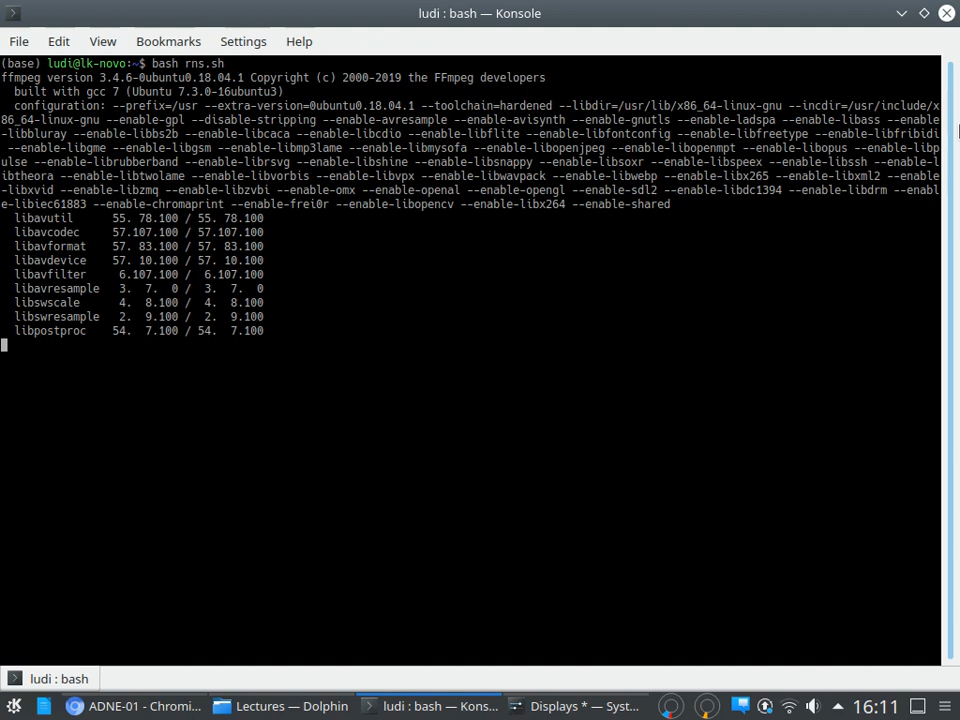 ludi : bash — Konsole
File Edit View Bookmarks Settings Help
(base) ludi@lk-novo:~$ bash rns.sh
ffmpeg version 3.4.6-0ubuntu0.18.04.1 Copyright (c) 2000-2019 the FFmpeg developers
built with gcc 7 (Ubuntu 7.3.0-16ubuntu3)
configuration: --prefix=/usr --extra-version=0ubuntu0.18.04.1 --toolchain=hardened --libdir=/usr/lib/x86_64-linux-gnu --incdir=/usr/include/x
86_64-linux-gnu --enable-gpl --disable-stripping --enable-avresample --enable-avisynth --enable-gnutls --enable-ladspa --enable-libass --enable
-libbluray --enable-libbs2b --enable-libcaca --enable-libcdio --enable-libflite --enable-libfontconfig --enable-libfreetype --enable-libfribidi
--enable-libgme --enable-libgsm --enable-libmp3lame --enable-libmysofa --enable-libopenjpeg --enable-libopenmpt --enable-libopus --enable-libp
ulse --enable-librubberband --enable-librsvg --enable-libshine --enable-libsnappy --enable-libsoxr --enable-libspeex --enable-libssh --enable-l
ibtheora --enable-libtwolame --enable-libvorbis --enable-libvpx --enable-libwavpack --enable-libwebp --enable-libx265 --enable-libxml2 --enable
-libxvid --enable-libzmq --enable-libzvbi --enable-omx --enable-openal --enable-opengl --enable-sdl2 --enable-libdc1394 --enable-libdrm --enabl
e-libiec61883 --enable-chromaprint --enable-frei0r --enable-libopencv --enable-libx264 --enable-shared
libavutil 55. 78.100 / 55. 78.100
libavcodec 57.107.100 / 57.107.100
libavformat 57. 83.100 / 57. 83.100
libavdevice 57. 10.100 / 57. 10.100
libavfilter 6.107.100 / 6.107.100
libavresample 3. 7. 0 / 3. 7. 0
libswscale 4. 8.100 / 4. 8.100
libswresample 2. 9.100 / 2. 9.100
libpostproc 54. 7.100 / 54. 7.100
ludi : bash
ADNE-01 - Chromi... Lectures — Dolphin ludi : bash — Kons... Displays * — Syst... 16:11